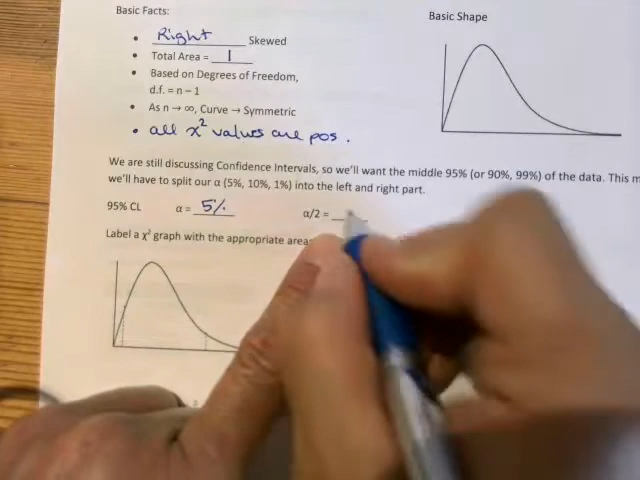 Basic Facts:
Basic Shape
• Right Skewed
• Total Area = 1
• Based on Degrees of Freedom,
d.f. = n − 1
• As n → ∞, Curve → Symmetric
• all x² values are pos.
We are still discussing Confidence Intervals, so we'll want the middle 95% (or 90%, 99%) of the data. This
we'll have to split our α (5%, 10%, 1%) into the left and right part.
95% CL α = 5% α/2 =
Label a χ² graph with the appropriate